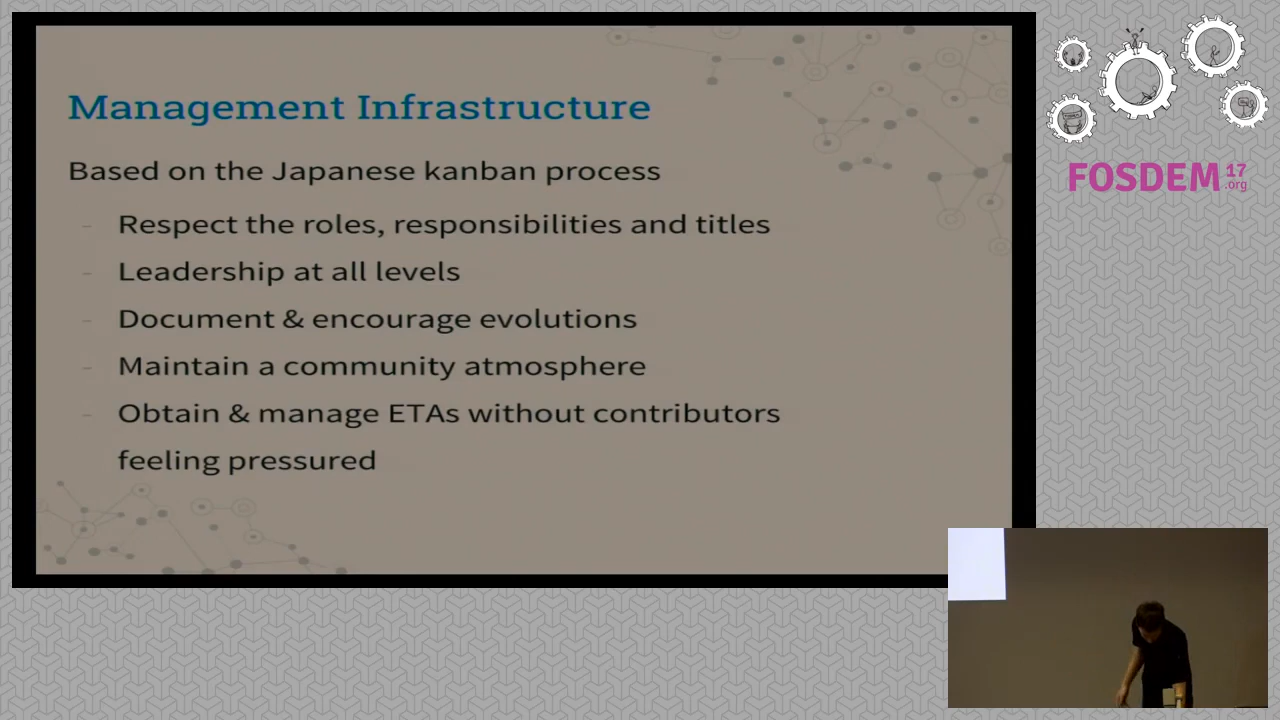 Management Infrastructure
Based on the Japanese kanban process
- Respect the roles, responsibilities and titles
- Leadership at all levels
- Document & encourage evolutions
- Maintain a community atmosphere
- Obtain & manage ETAs without contributors
feeling pressured
FOSDEM 17
.org